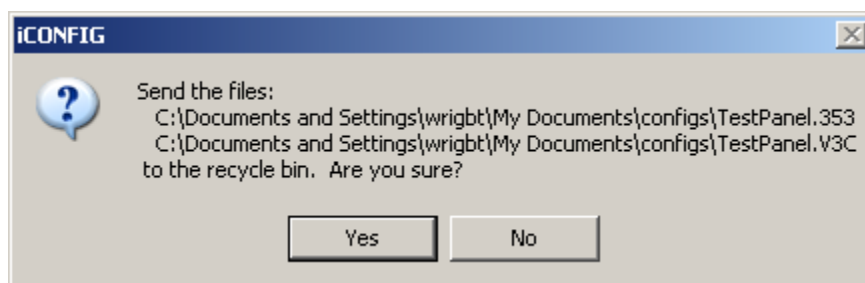 iCONFIG
Send the files:
C:\Documents and Settings\wrigbt\My Documents\configs\TestPanel.353
C:\Documents and Settings\wrigbt\My Documents\configs\TestPanel.V3C
to the recycle bin.  Are you sure?
Yes
No